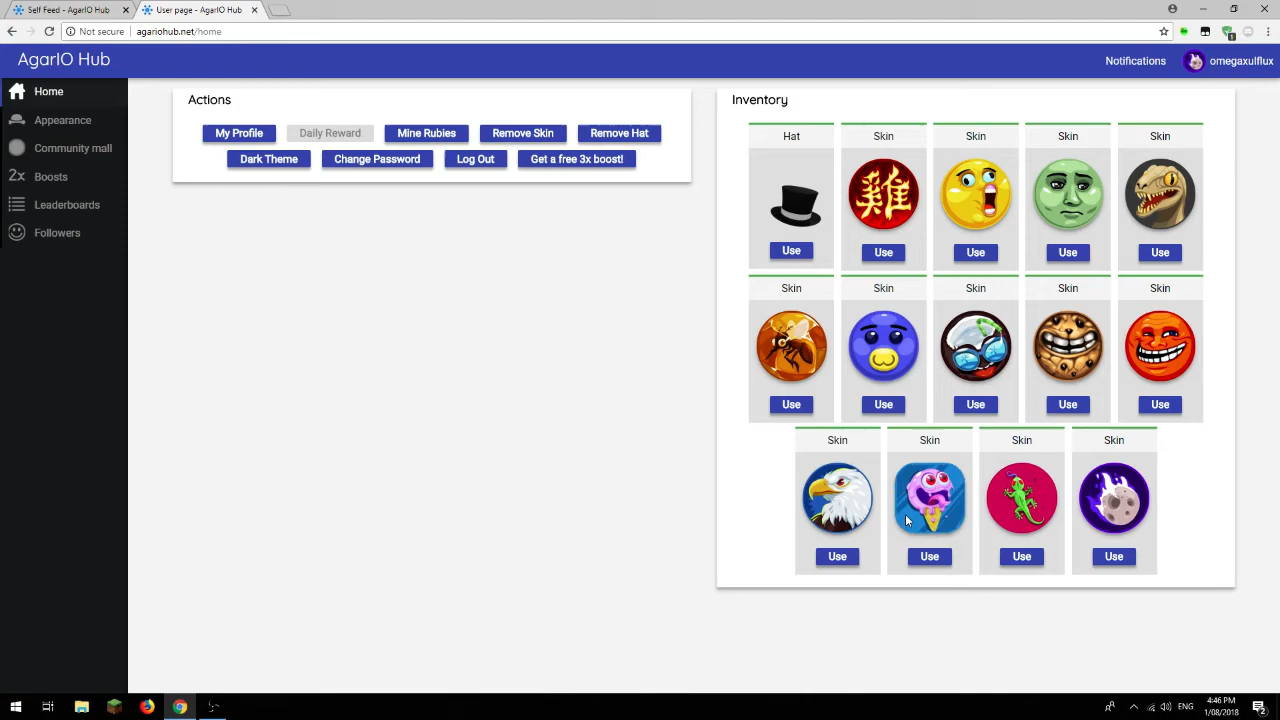 Self Feed - AgarIO Hub
User page - AgarIO Hub
Not secure
agariohub.net/home
1
AgarIO Hub
Notifications
omegaxulflux
Home
Appearance
Community mall
2x Boosts
Leaderboards
Followers
Actions
My Profile
Daily Reward
Mine Rubies
Remove Skin
Remove Hat
Dark Theme
Change Password
Log Out
Get a free 3x boost!
Inventory
Hat
Skin
Skin
Skin
Skin
雞
Use
Use
Use
Use
Use
Skin
Skin
Skin
Skin
Skin
Use
Use
Use
Use
Use
Skin
Skin
Skin
Skin
Use
Use
Use
Use
ENG
4:46 PM
1/08/2018
2